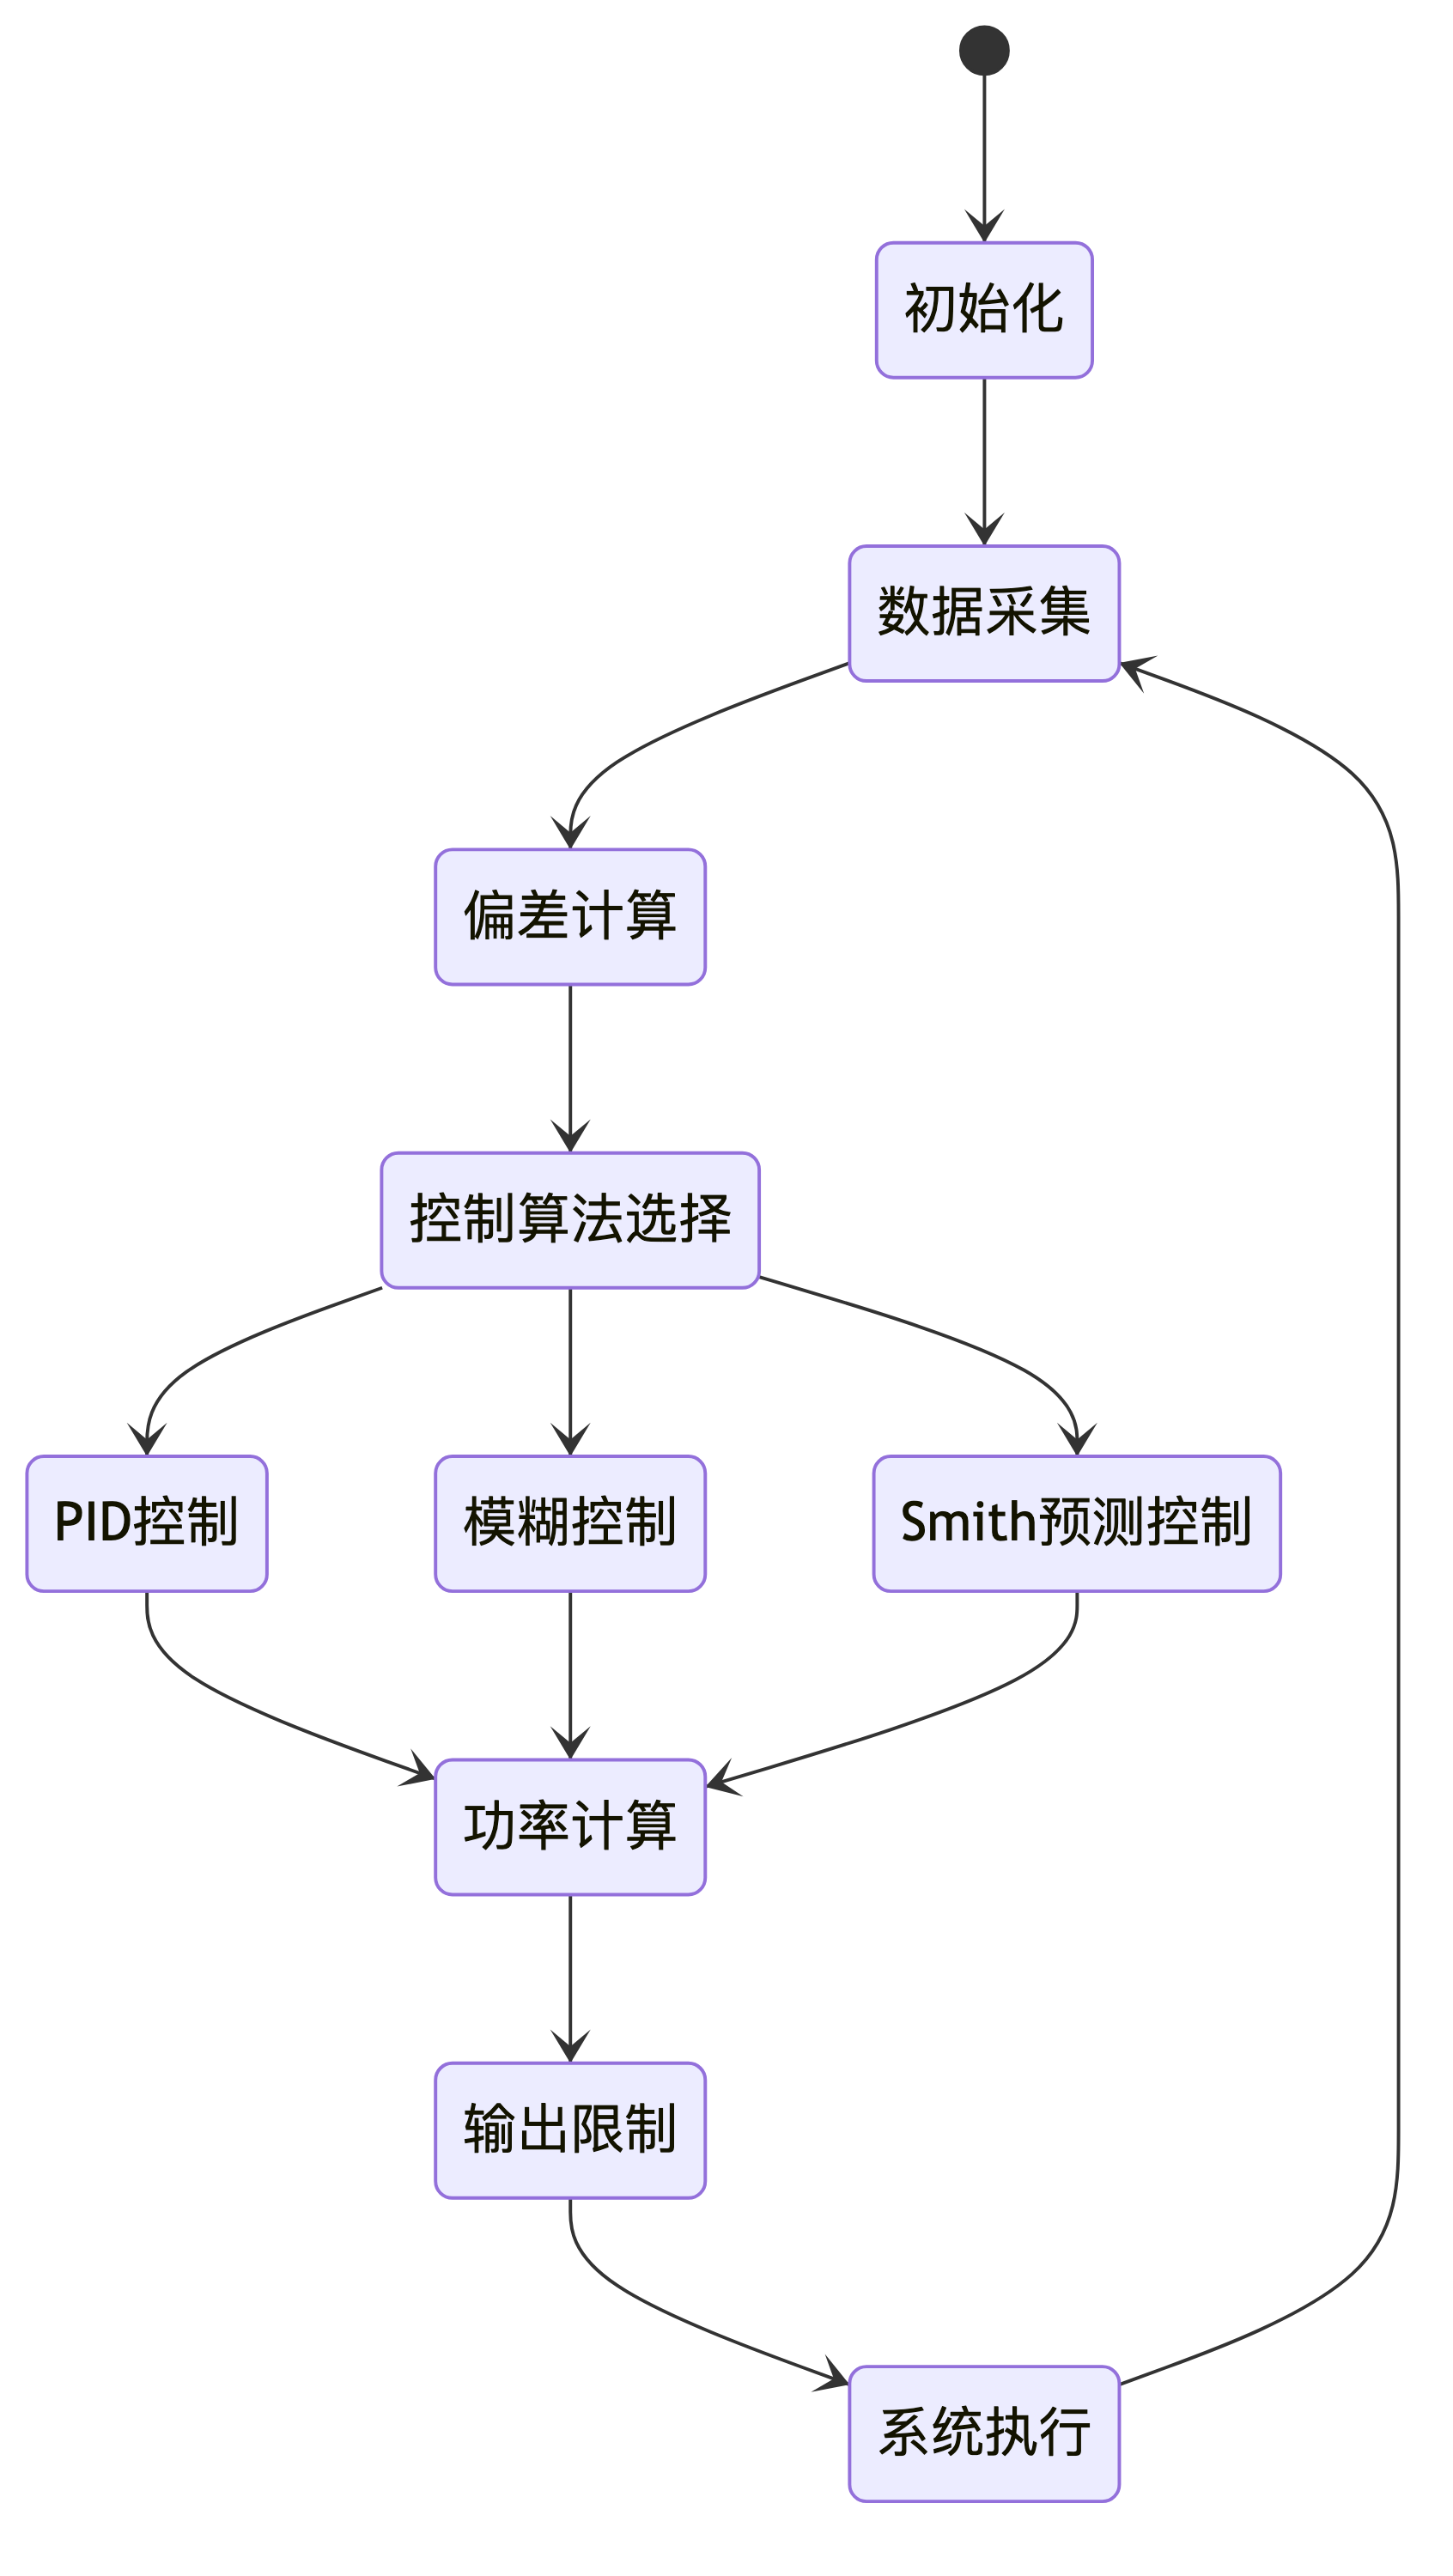 初始化
数据采集
偏差计算
控制算法选择
PID控制
模糊控制
Smith预测控制
功率计算
输出限制
系统执行